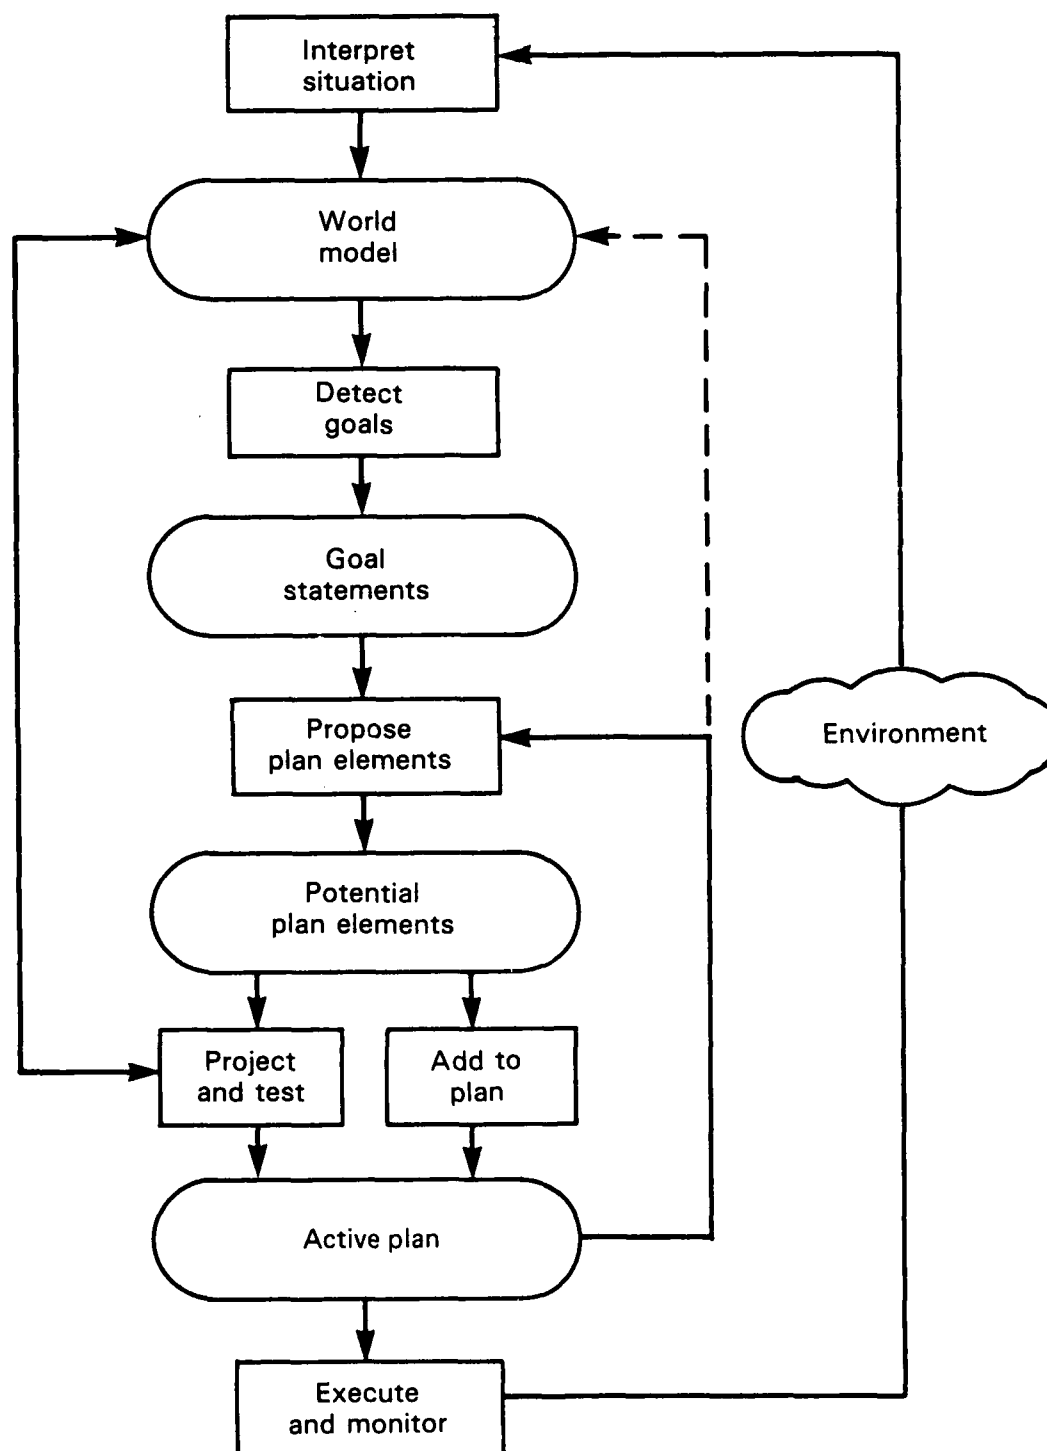 Interpret
situation
World
model
Detect
goals
Goal
statements
Propose
plan elements
Environment
Potential
plan elements
Project
and test
Add to
plan
Active plan
Execute
and monitor